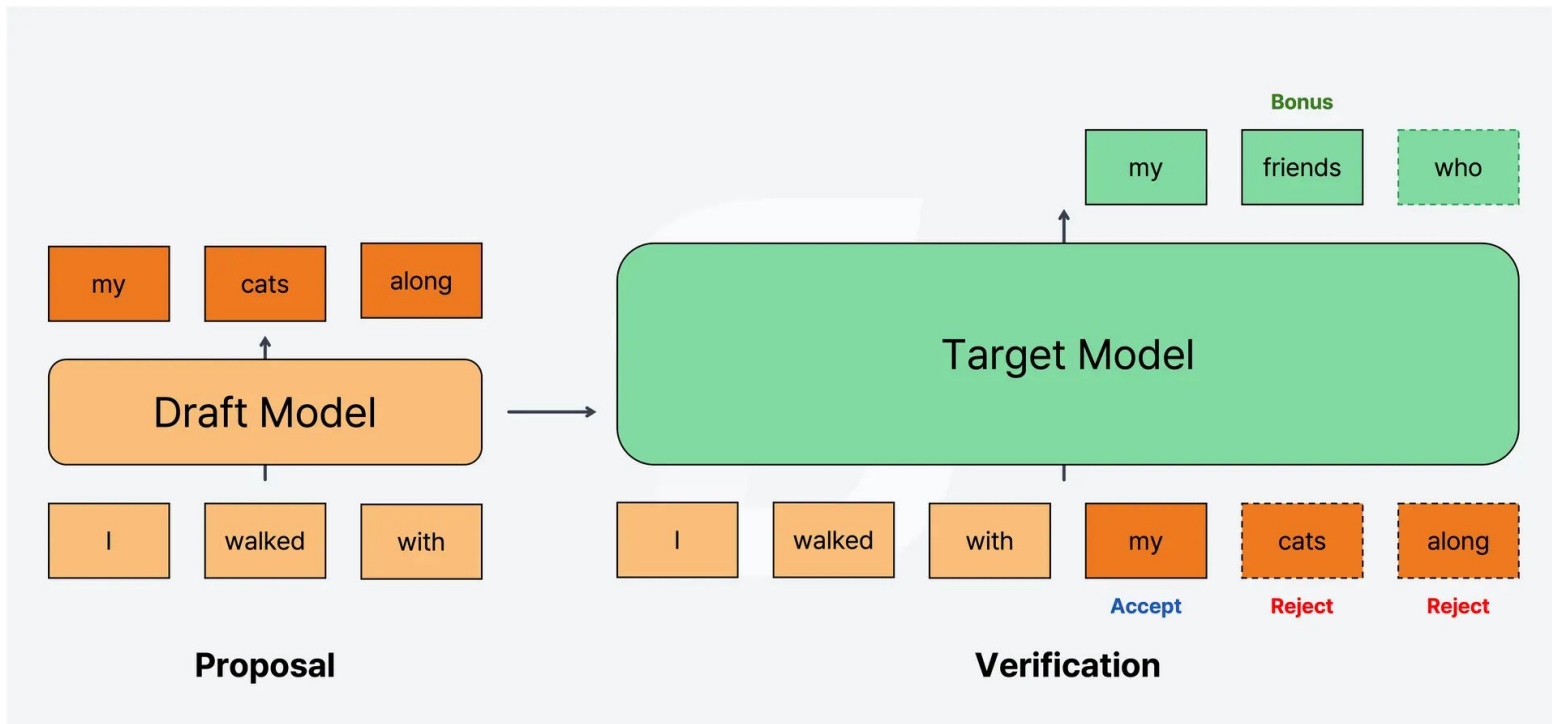 Bonus
my friends who
my cats along
Draft Model
Target Model
I walked with
I walked with my cats along
Accept Reject Reject
Proposal
Verification